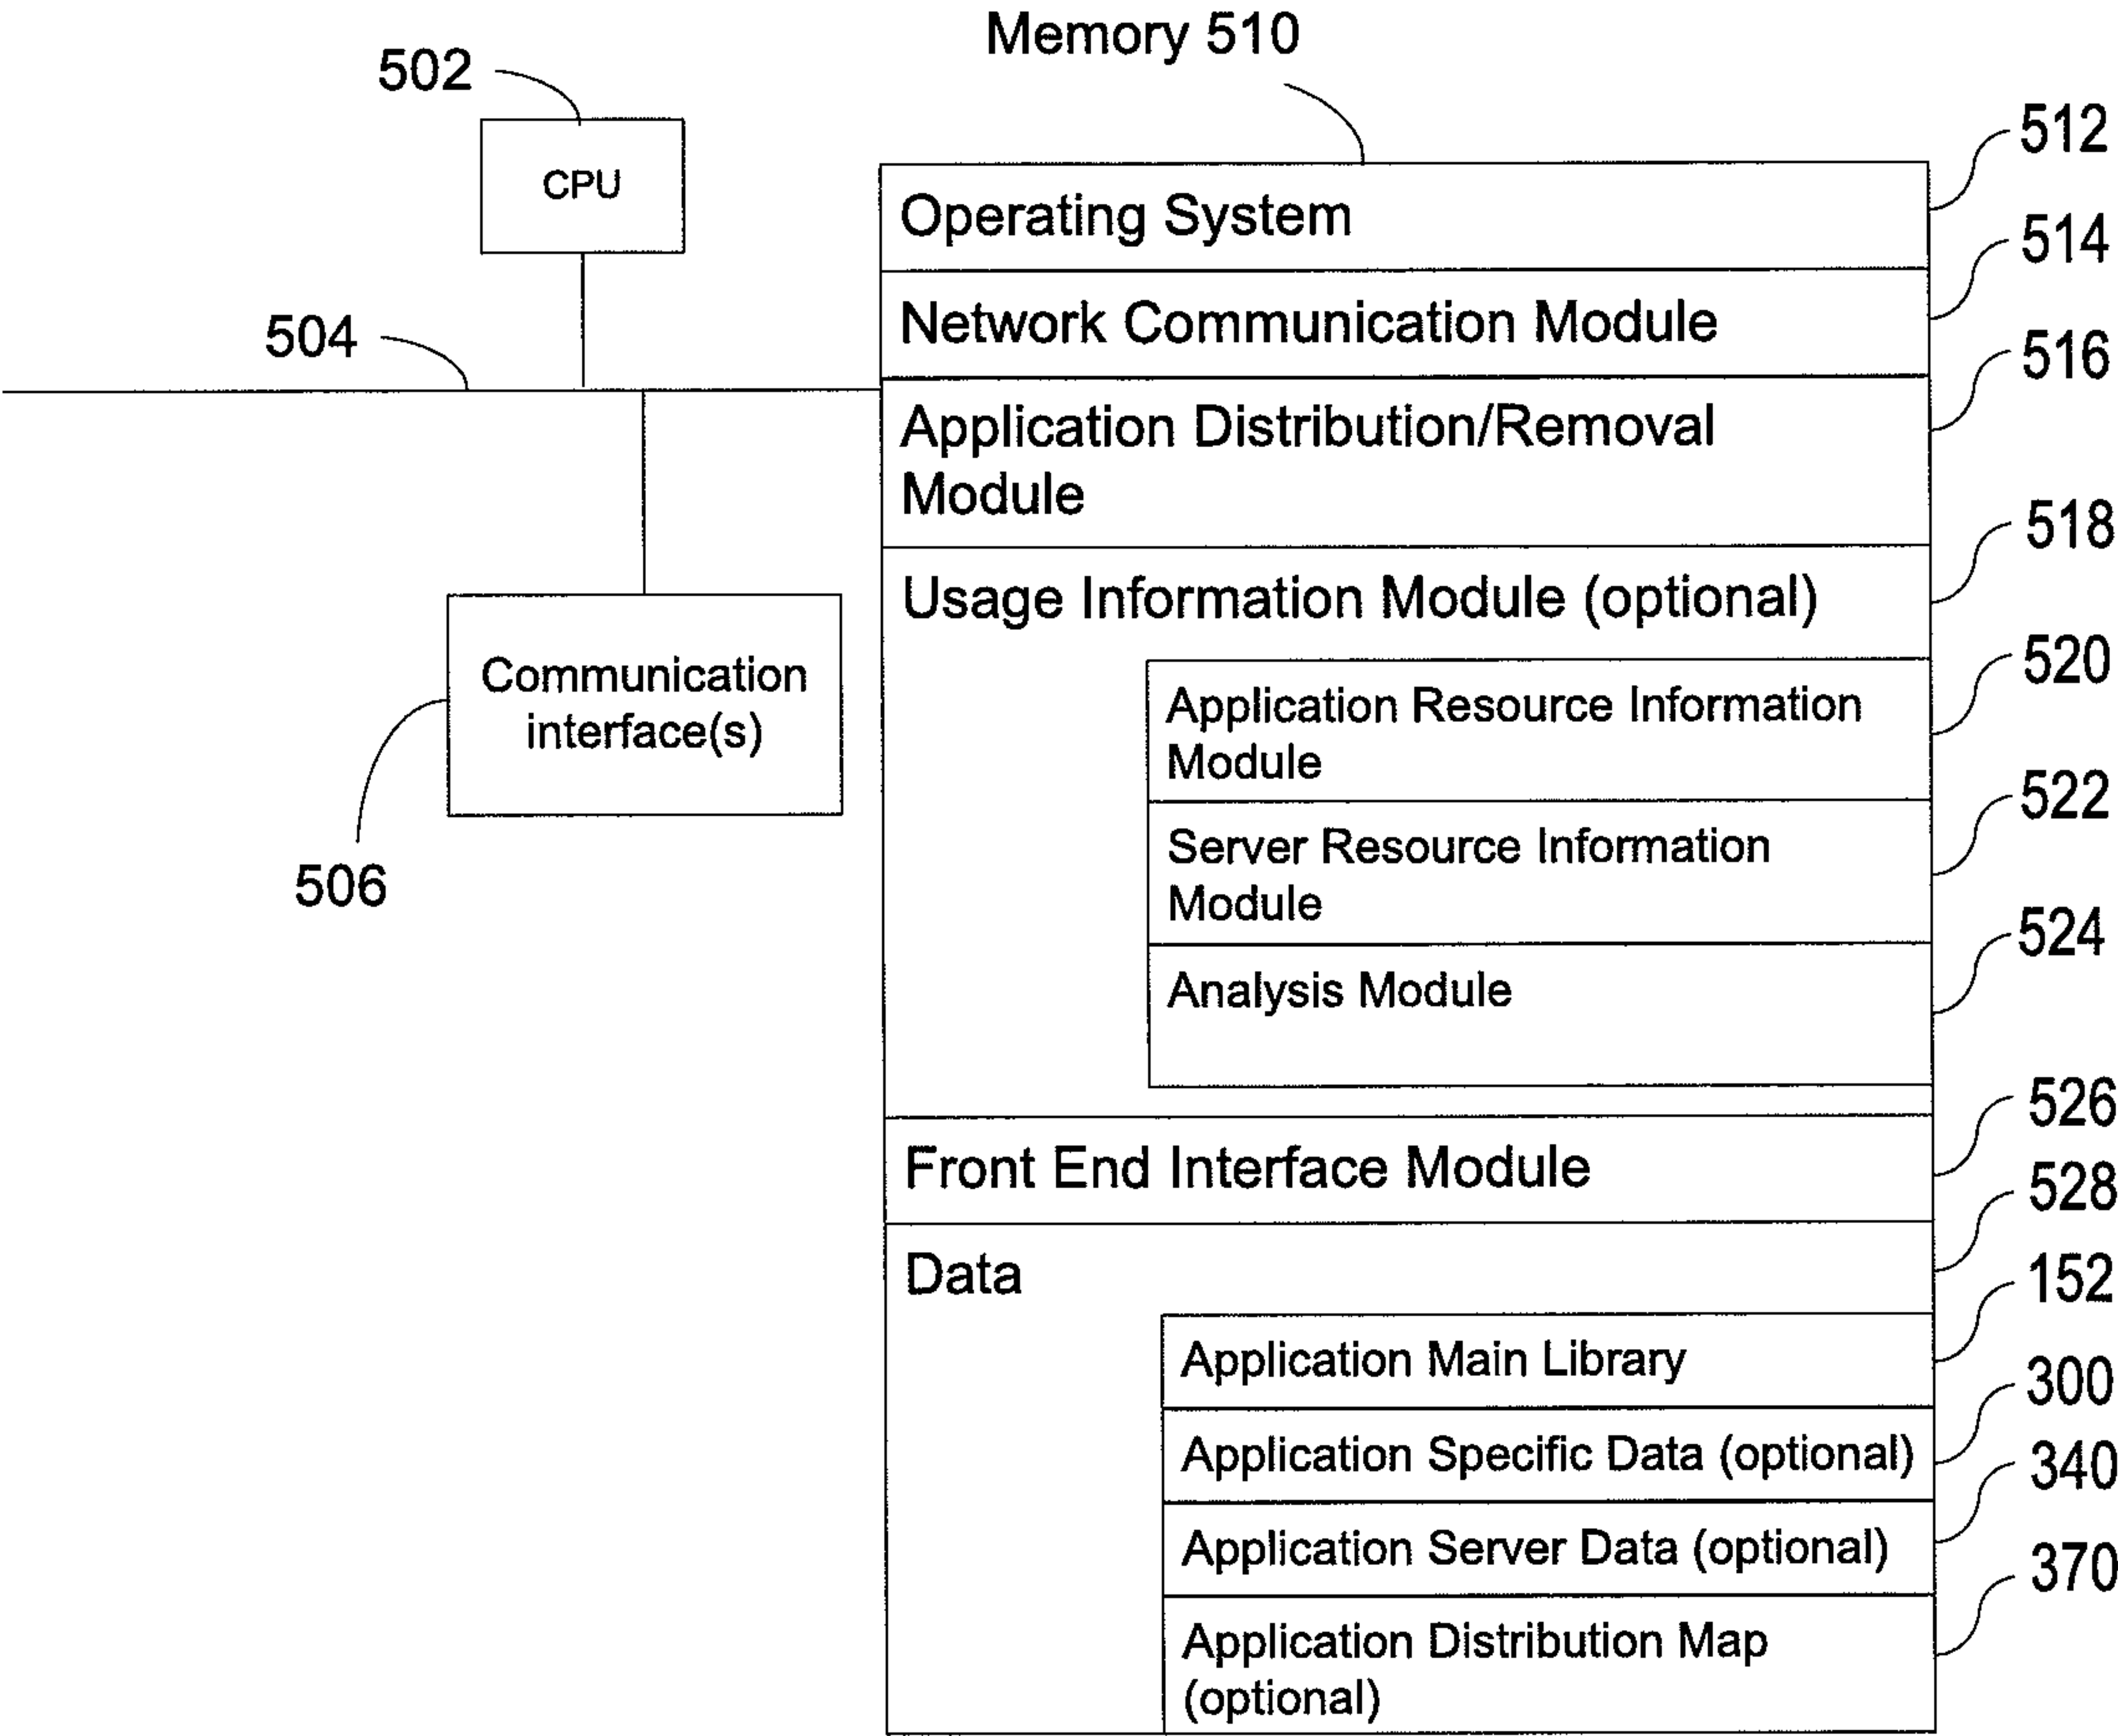 Memory 510
502
CPU
504
Communication
interface(s)
506
Operating System
512
Network Communication Module
514
Application Distribution/Removal
Module
516
Usage Information Module (optional)
518
Application Resource Information
Module
520
Server Resource Information
Module
522
Analysis Module
524
Front End Interface Module
526
Data
528
Application Main Library
152
Application Specific Data (optional)
300
Application Server Data (optional)
340
Application Distribution Map
(optional)
370